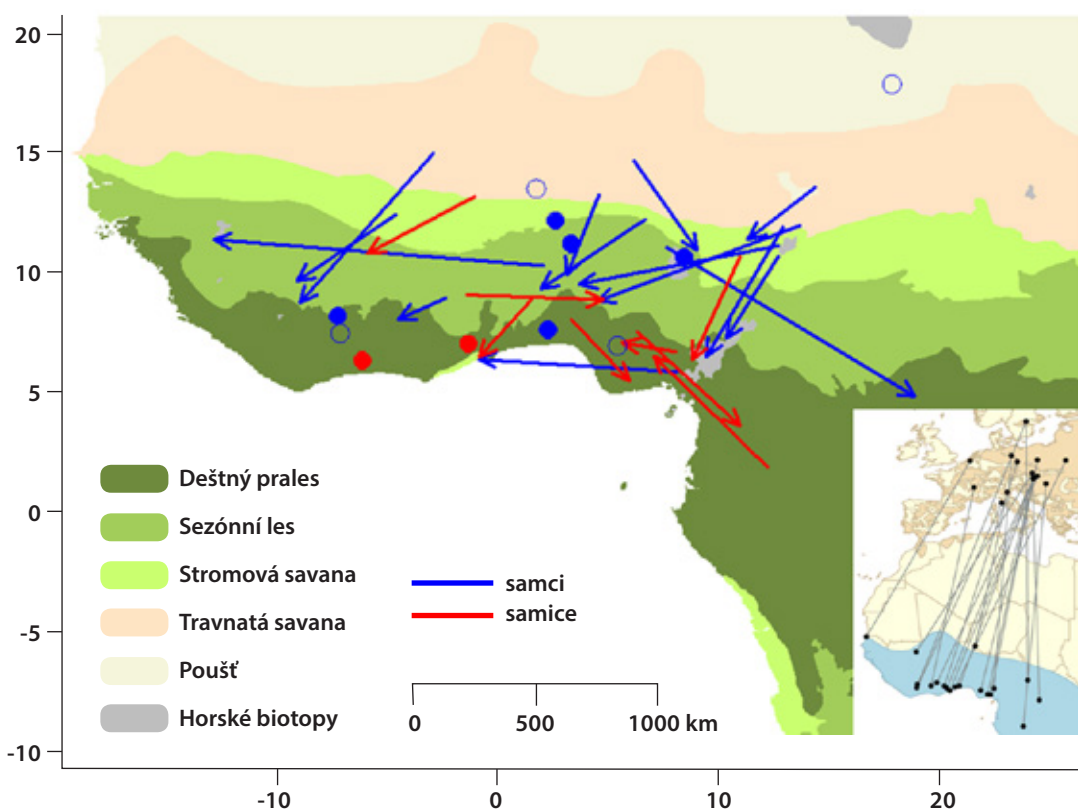 20
15
10
5
0
-5
-10
Deštný prales
Sezónní les
Stromová savana
Travnatá savana
Poušť
Horské biotopy
samci
samice
0 500 1000 km
-10 0 10 20